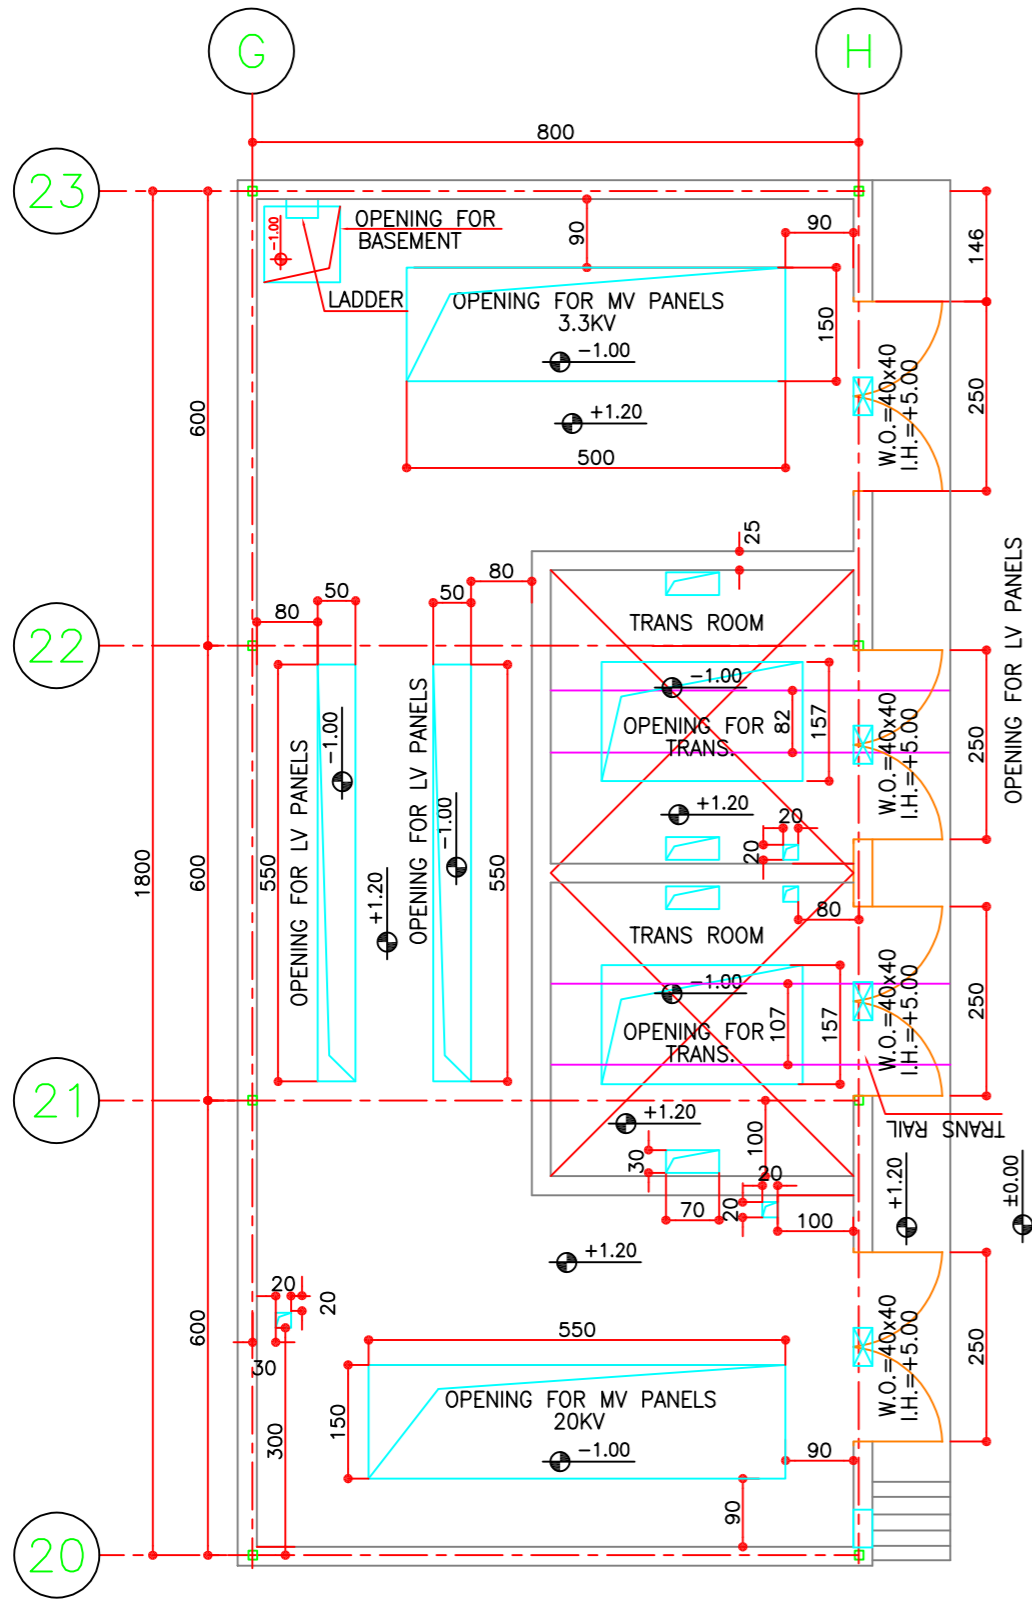 G
H
800
23
-1.00
OPENING FOR
BASEMENT
LADDER
90
90
146
OPENING FOR MV PANELS
3.3KV
-1.00
150
+1.20
500
W.O.=40x40
I.H.=+5.00
250
600
25
80
50
50
80
22
TRANS ROOM
-1.00
OPENING FOR
TRANS.
82
157
+1.20
20
20
W.O.=40x40
I.H.=+5.00
250
OPENING FOR LV PANELS
1800
600
550
OPENING FOR LV PANELS
-1.00
+1.20
OPENING FOR LV PANELS
-1.00
550
80
TRANS ROOM
-1.00
OPENING FOR
TRANS.
107
157
W.O.=40x40
I.H.=+5.00
250
21
+1.20
TRANS RAIL
100
30
70
20
20
100
+1.20
±0.00
+1.20
20
20
30
300
600
550
150
OPENING FOR MV PANELS
20KV
-1.00
90
90
W.O.=40x40
I.H.=+5.00
250
20